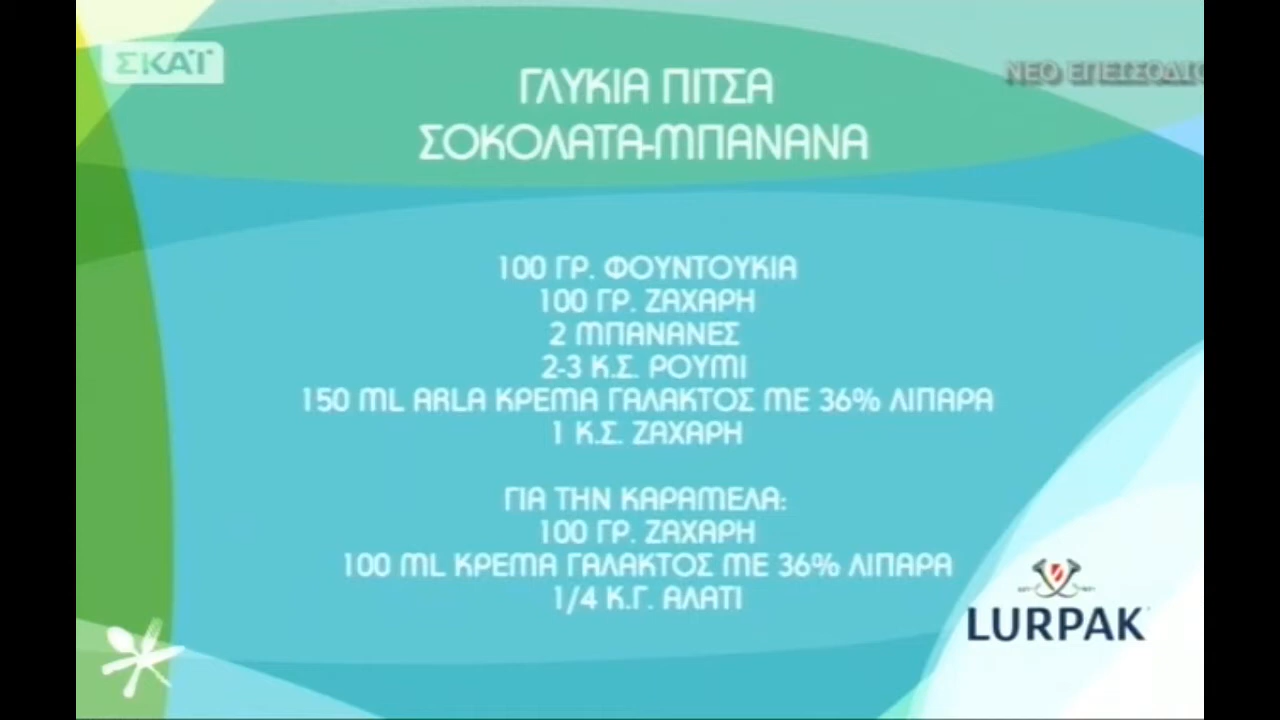 ΣΚΑΪ
ΝΕΟ ΕΠΕΙΣΟΔΙΟ
ΓΛΥΚΙΑ ΠΙΤΣΑ
ΣΟΚΟΛΑΤΑ-ΜΠΑΝΑΝΑ
100 ΓΡ. ΦΟΥΝΤΟΥΚΙΑ
100 ΓΡ. ΖΑΧΑΡΗ
2 ΜΠΑΝΑΝΕΣ
2-3 Κ.Σ. ΡΟΥΜΙ
150 ML ARLA ΚΡΕΜΑ ΓΑΛΑΚΤΟΣ ΜΕ 36% ΛΙΠΑΡΑ
1 Κ.Σ. ΖΑΧΑΡΗ
ΓΙΑ ΤΗΝ ΚΑΡΑΜΕΛΑ:
100 ΓΡ. ΖΑΧΑΡΗ
100 ML ΚΡΕΜΑ ΓΑΛΑΚΤΟΣ ΜΕ 36% ΛΙΠΑΡΑ
1/4 Κ.Γ. ΑΛΑΤΙ
LURPAK